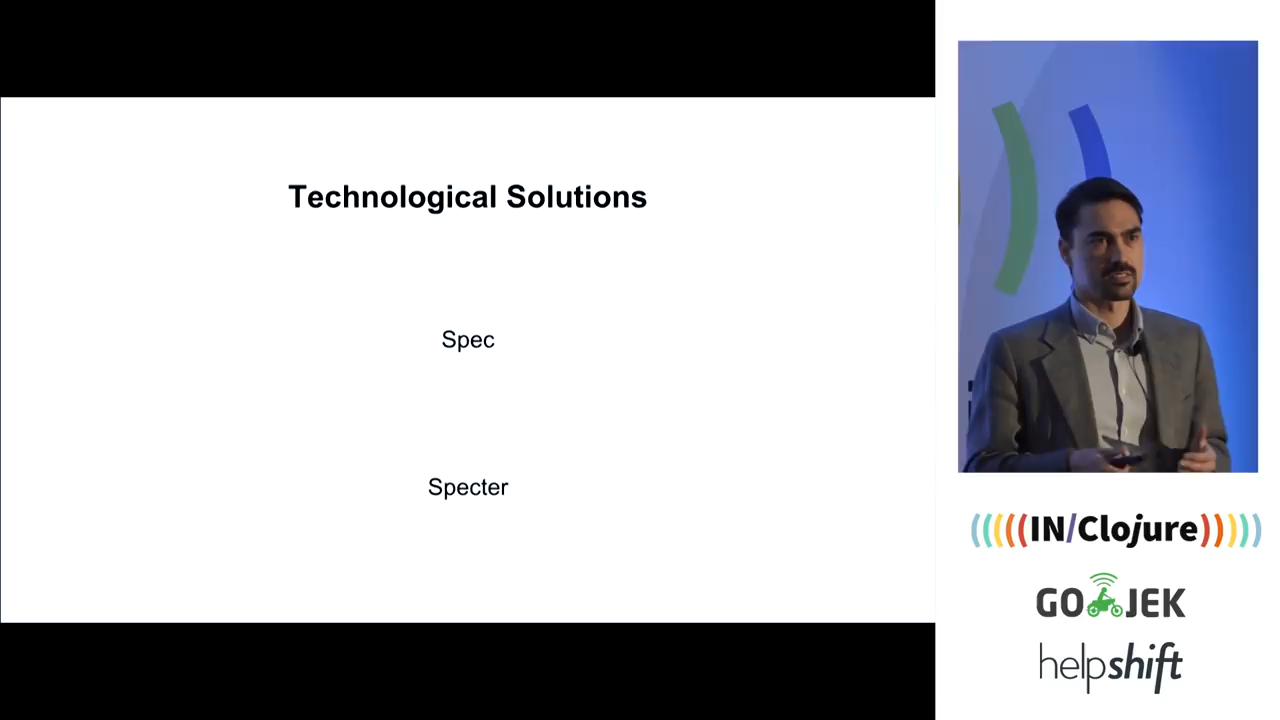 Technological Solutions
Spec
Specter
(((((IN/Clojure)))))
GO JEK
helpshift